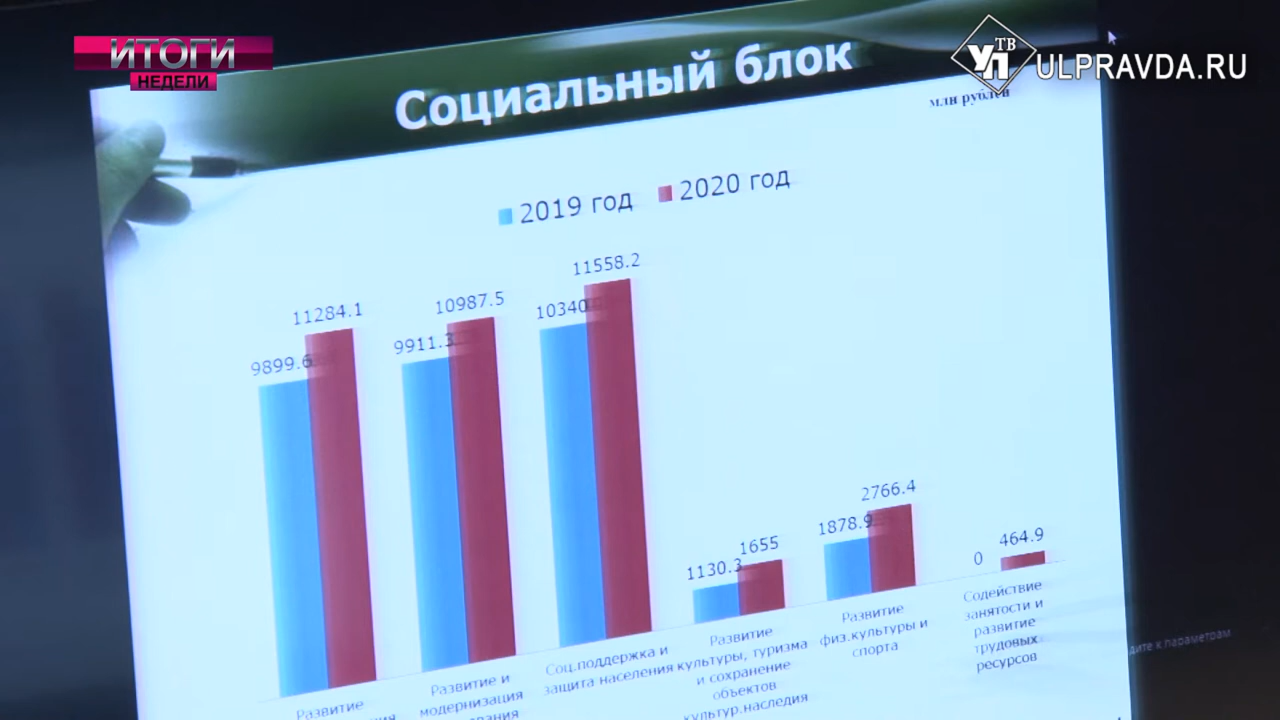 ИТОГИ
НЕДЕЛИ
УП ТВ
ULPRAVDA.RU
Социальный блок
млн рублей
2019 год 2020 год
9899.6 11284.1
9911.3 10987.5
10340 11558.2
1130.3 1655
1878.9 2766.4
0 464.9
Развитие
Развитие и
модернизация
Соц.поддержка и
защита населения
Развитие
культуры, туризма
и сохранение
объектов
культур.наследия
Развитие
физ.культуры и
спорта
Содействие
занятости и
развитие
трудовых
ресурсов
к параметрам